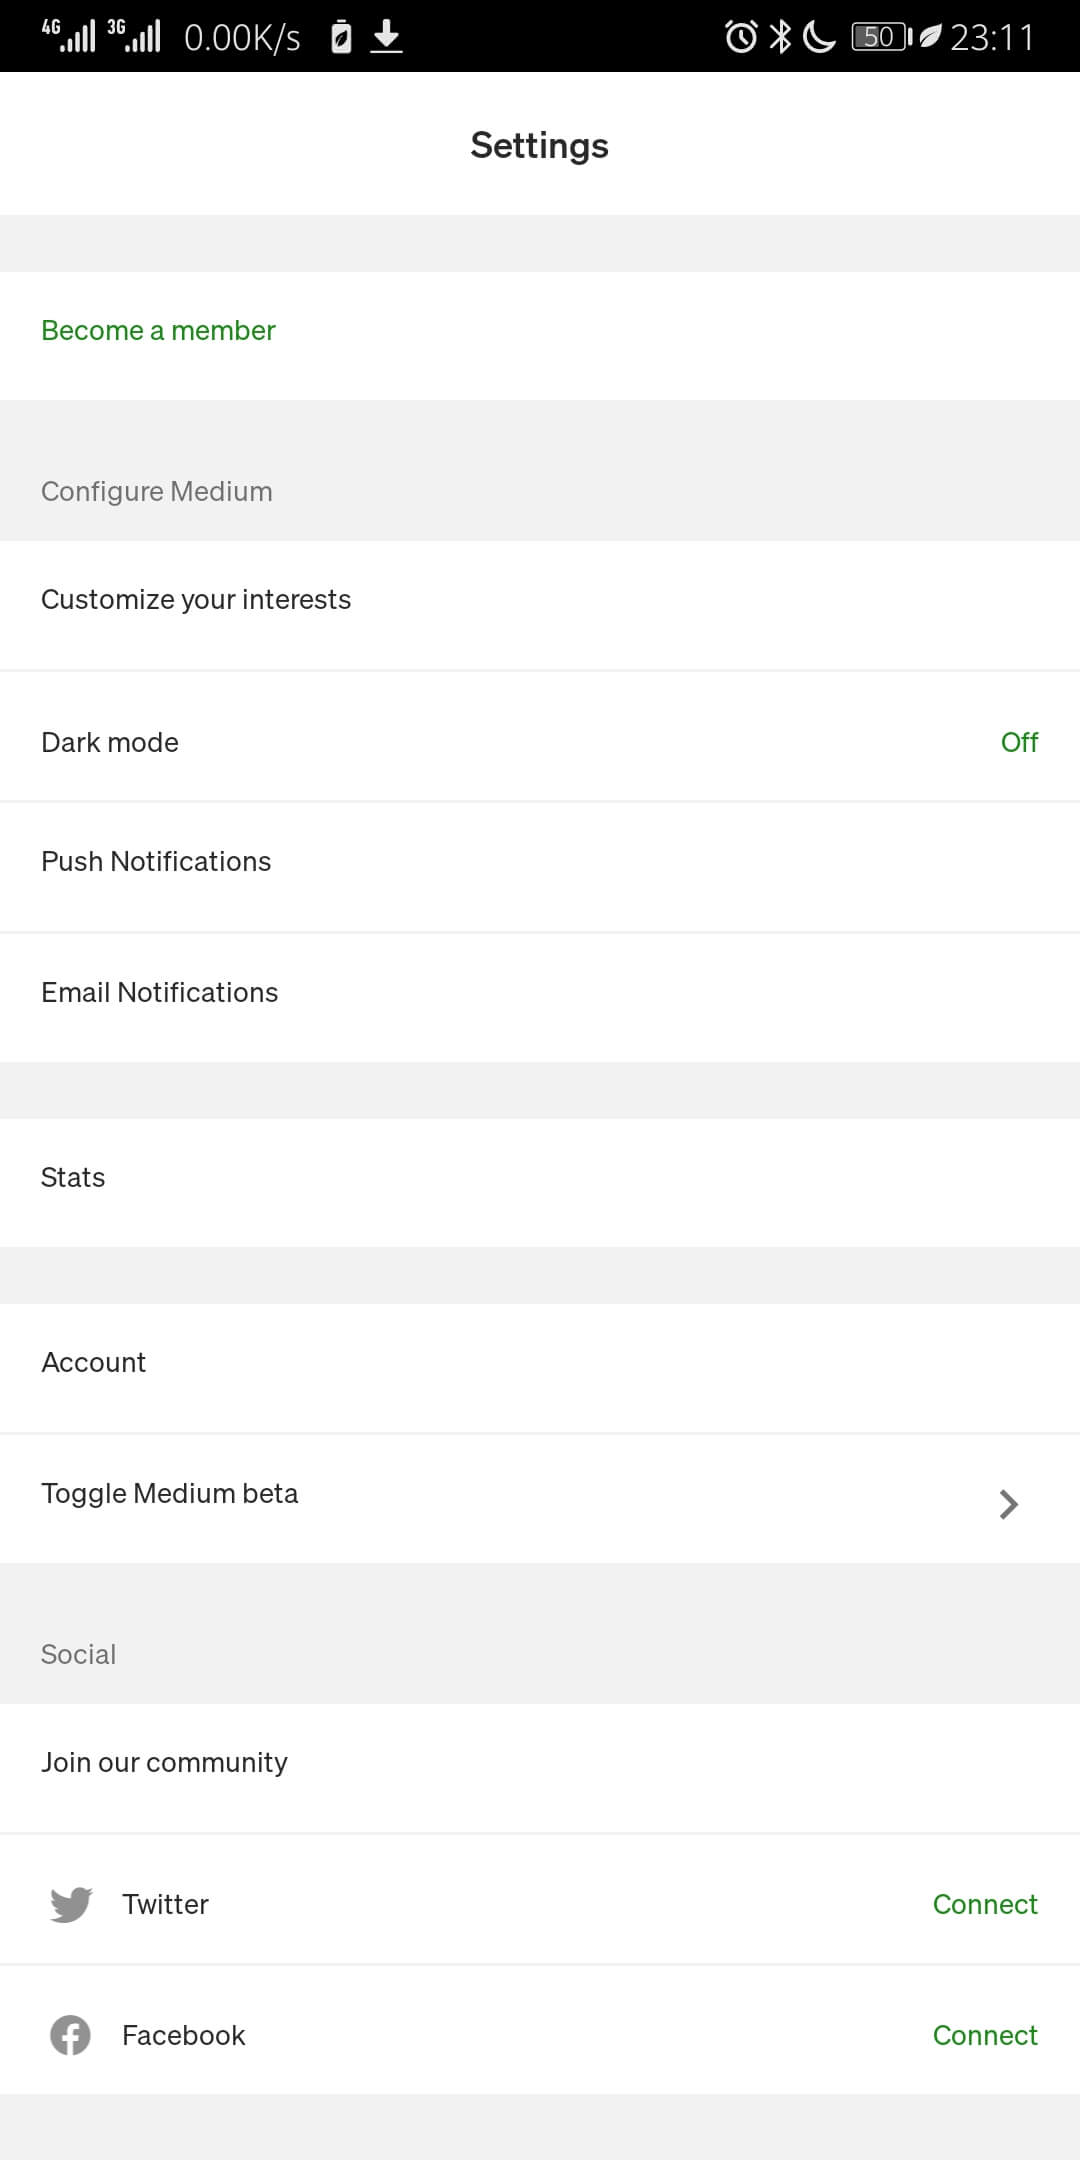 4G 3G 0.00K/s 50 23:11
Settings
Become a member
Configure Medium
Customize your interests
Dark mode Off
Push Notifications
Email Notifications
Stats
Account
Toggle Medium beta
Social
Join our community
Twitter Connect
Facebook Connect